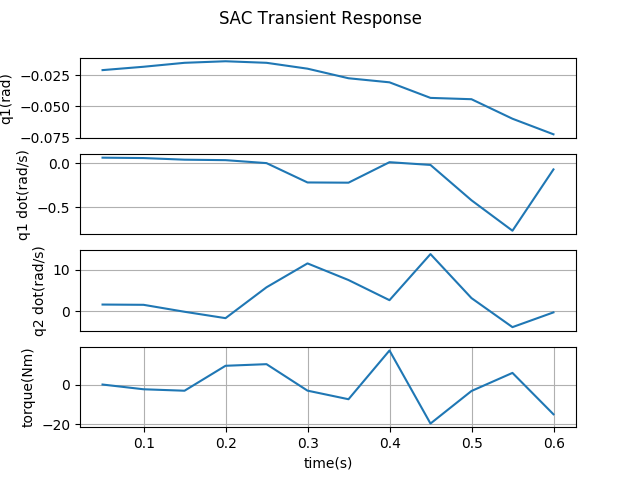 SAC Transient Response
−0.025
−0.050
−0.075
q1(rad)
0.0
−0.5
q1 dot(rad/s)
10
0
q2 dot(rad/s)
0
−20
torque(Nm)
0.1 0.2 0.3 0.4 0.5 0.6
time(s)